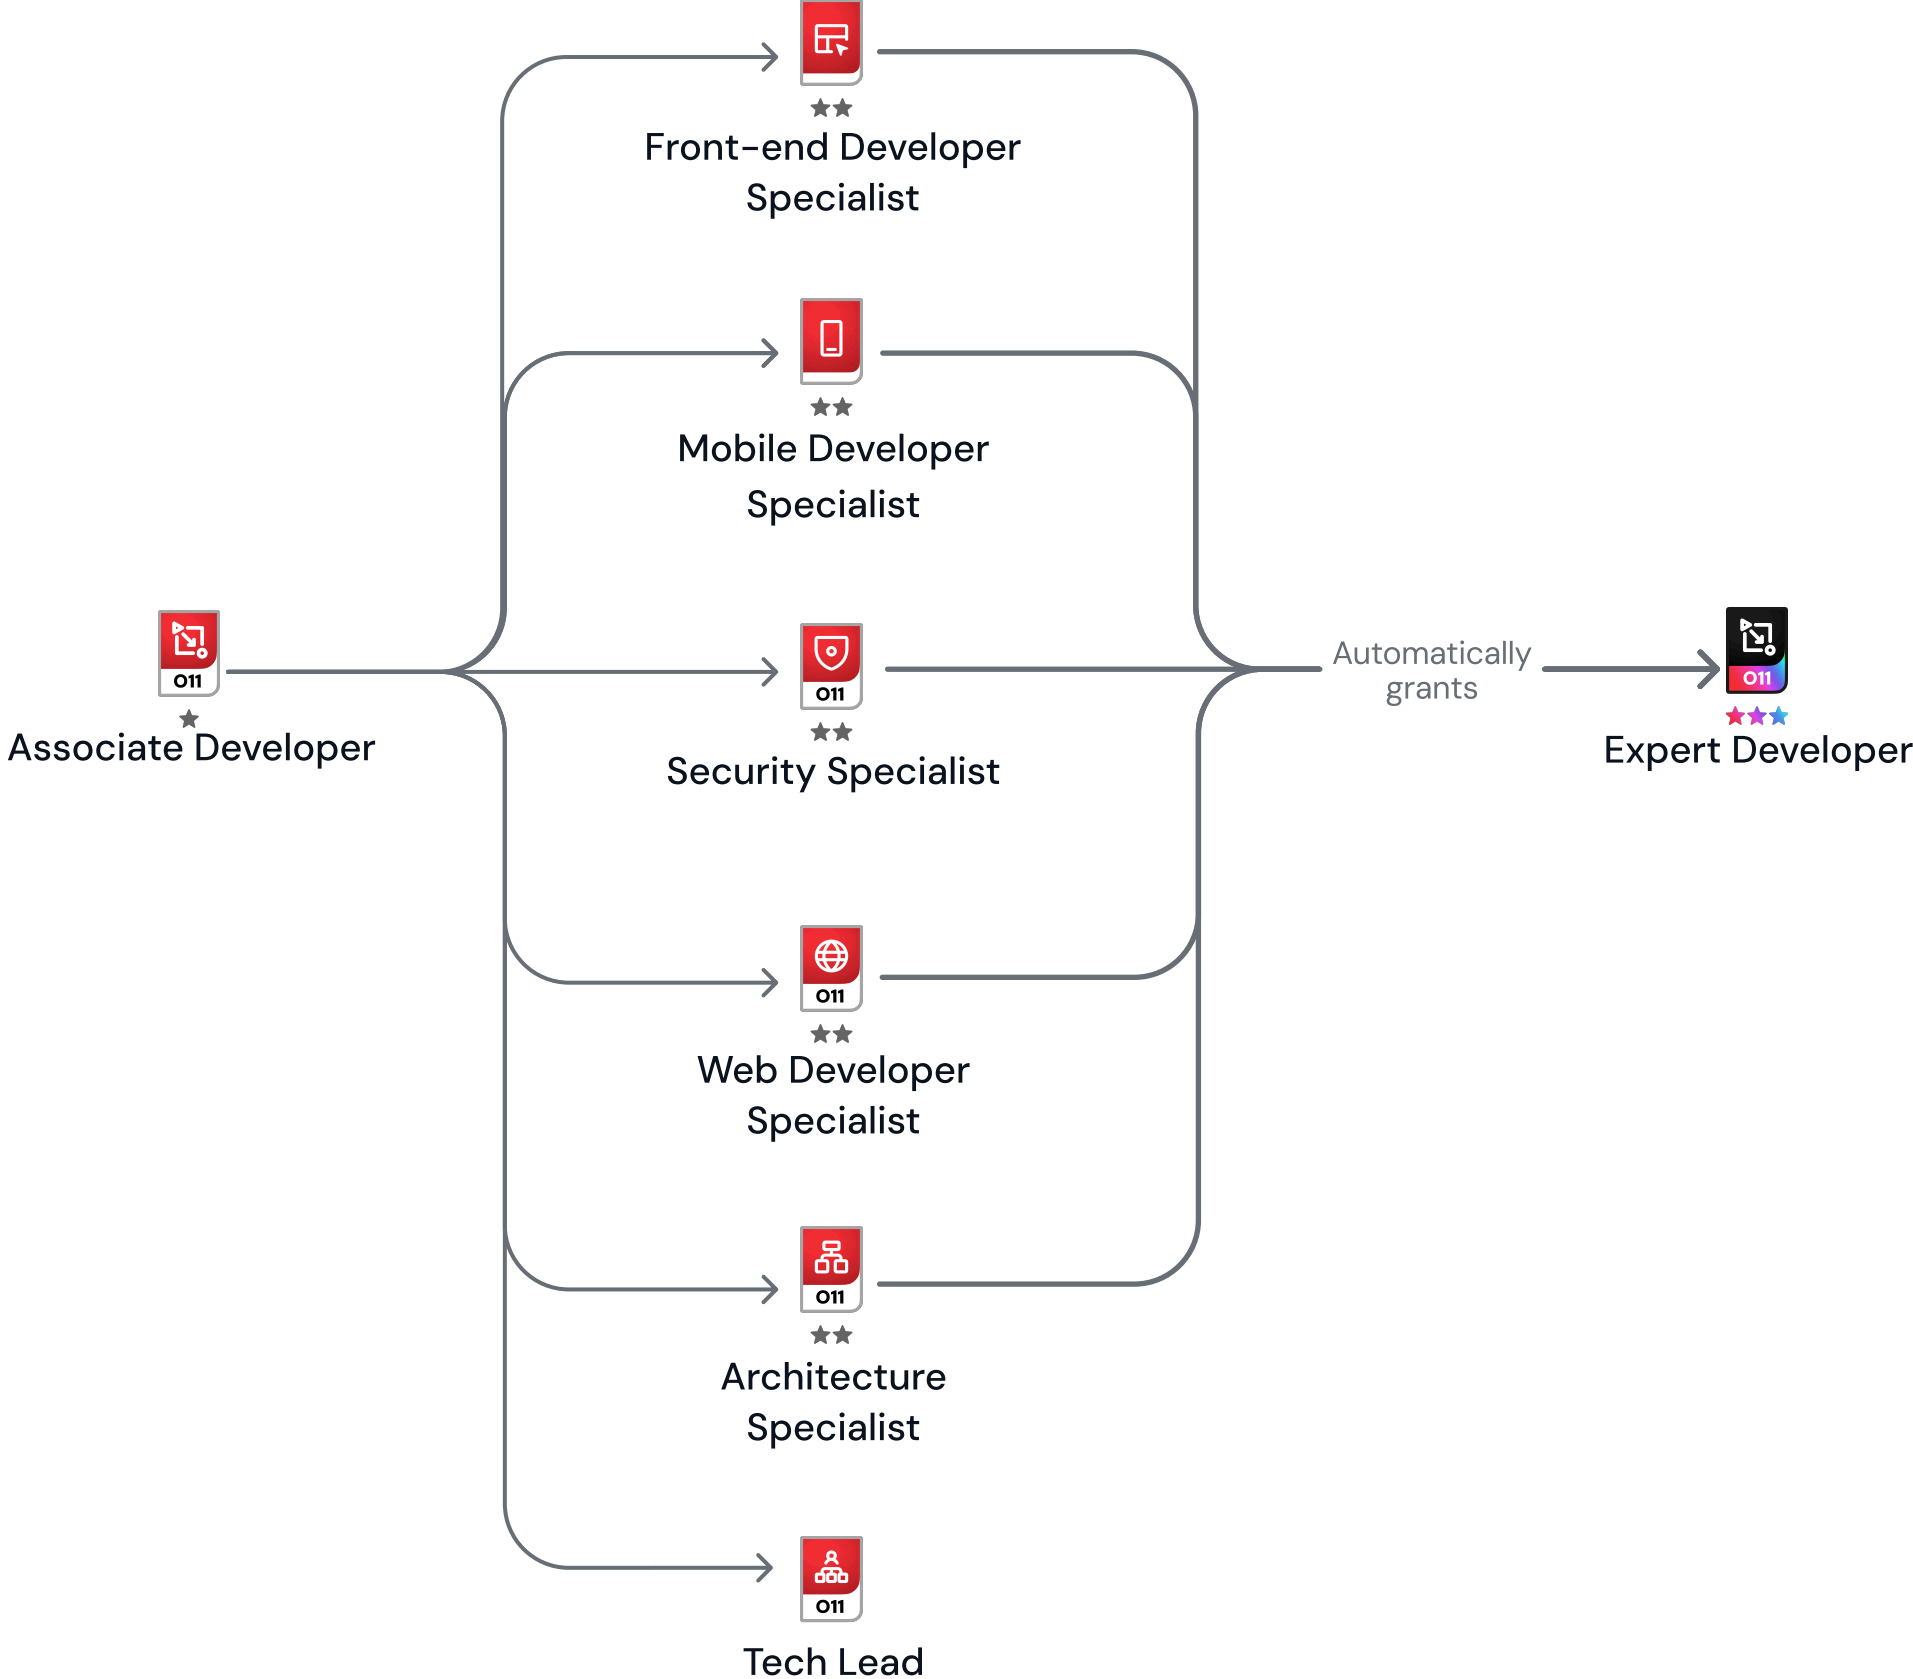 Front-end Developer
Specialist
Mobile Developer
Specialist
O11
Associate Developer
O11
Security Specialist
Automatically
grants
O11
Expert Developer
O11
Web Developer
Specialist
O11
Architecture
Specialist
O11
Tech Lead